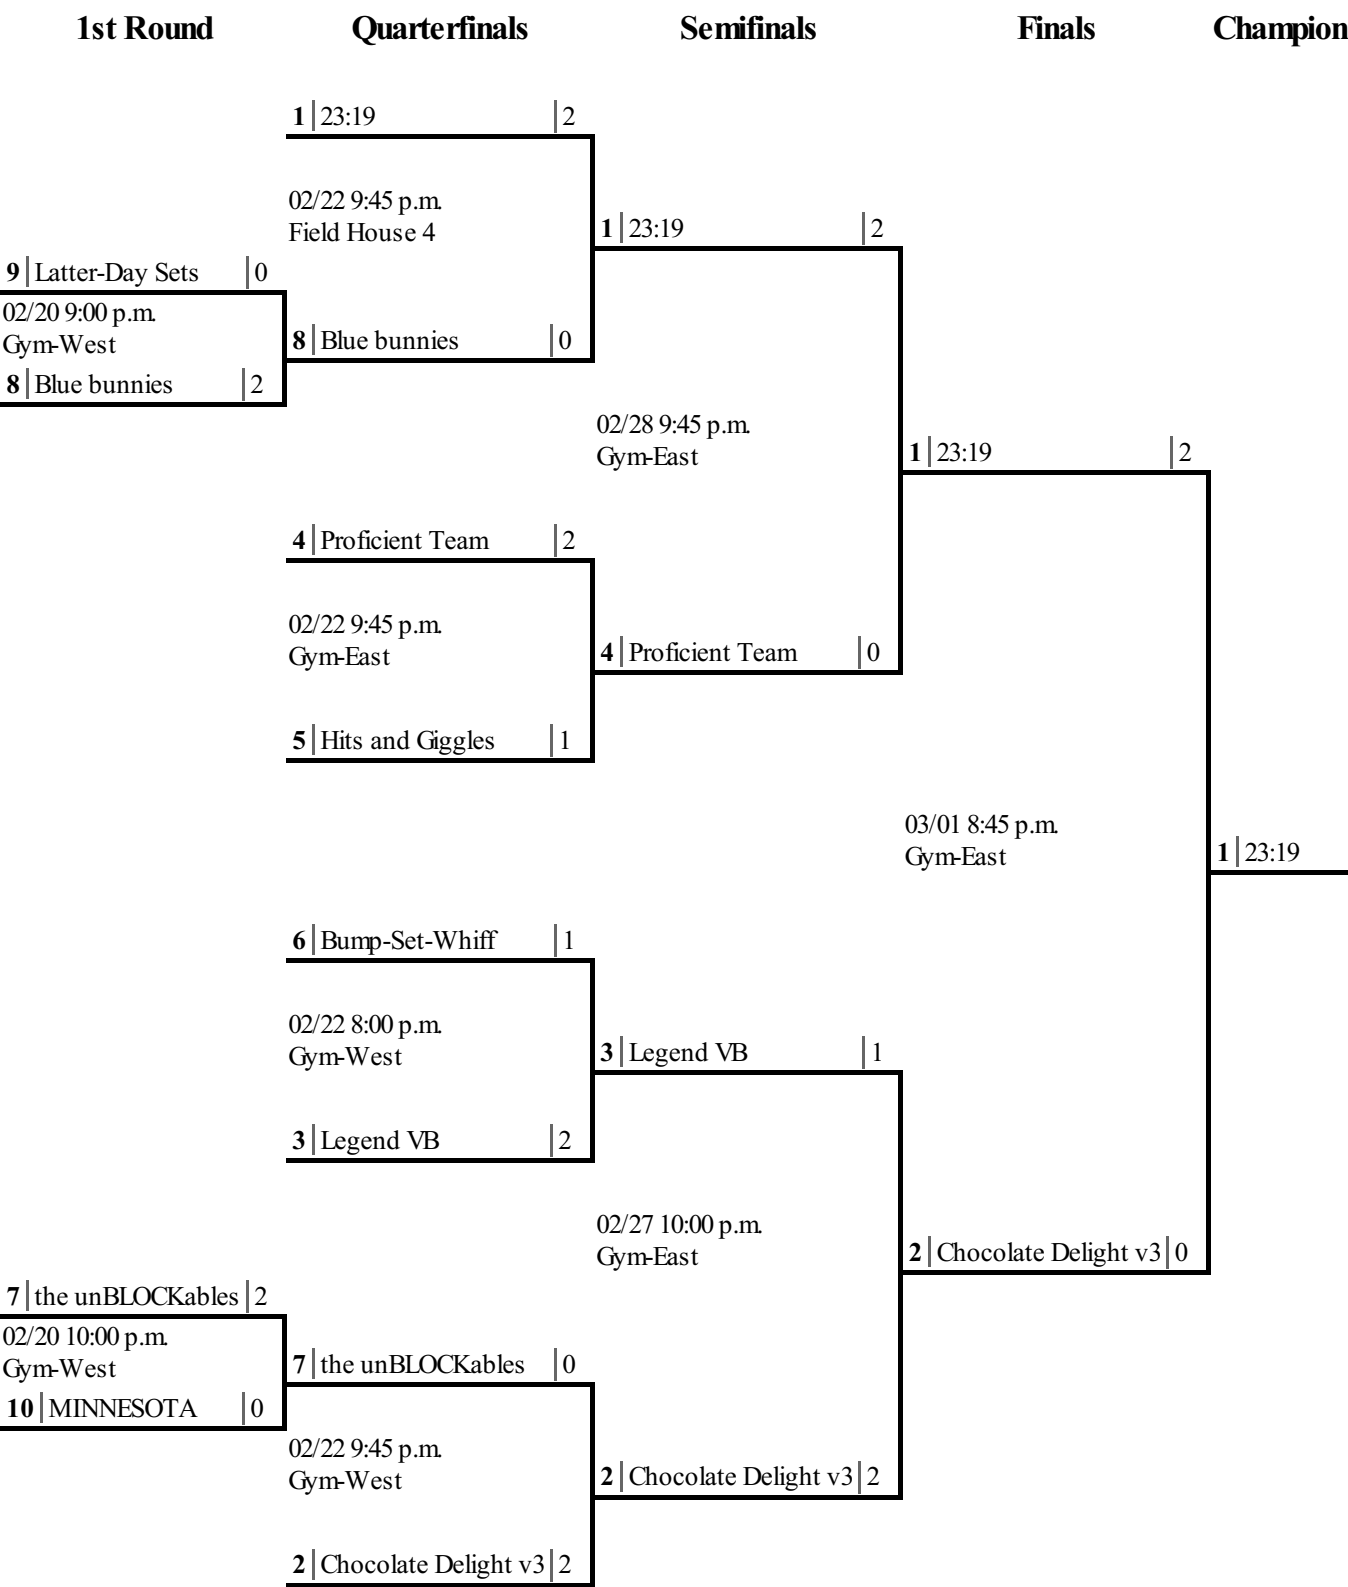 1st Round Quarterfinals Semifinals Finals Champion
1 23:19 2
02/22 9:45 p.m.
Field House 4
1 23:19 2
9 Latter-Day Sets 0
02/20 9:00 p.m.
Gym-West
8 Blue bunnies 0
8 Blue bunnies 2
02/28 9:45 p.m.
Gym-East
1 23:19 2
4 Proficient Team 2
02/22 9:45 p.m.
Gym-East
4 Proficient Team 0
5 Hits and Giggles 1
03/01 8:45 p.m.
Gym-East
1 23:19
6 Bump-Set-Whiff 1
02/22 8:00 p.m.
Gym-West
3 Legend VB 1
3 Legend VB 2
02/27 10:00 p.m.
Gym-East
2 Chocolate Delight v3 0
7 the unBLOCKables 2
02/20 10:00 p.m.
Gym-West
7 the unBLOCKables 0
10 MINNESOTA 0
02/22 9:45 p.m.
Gym-West
2 Chocolate Delight v3 2
2 Chocolate Delight v3 2